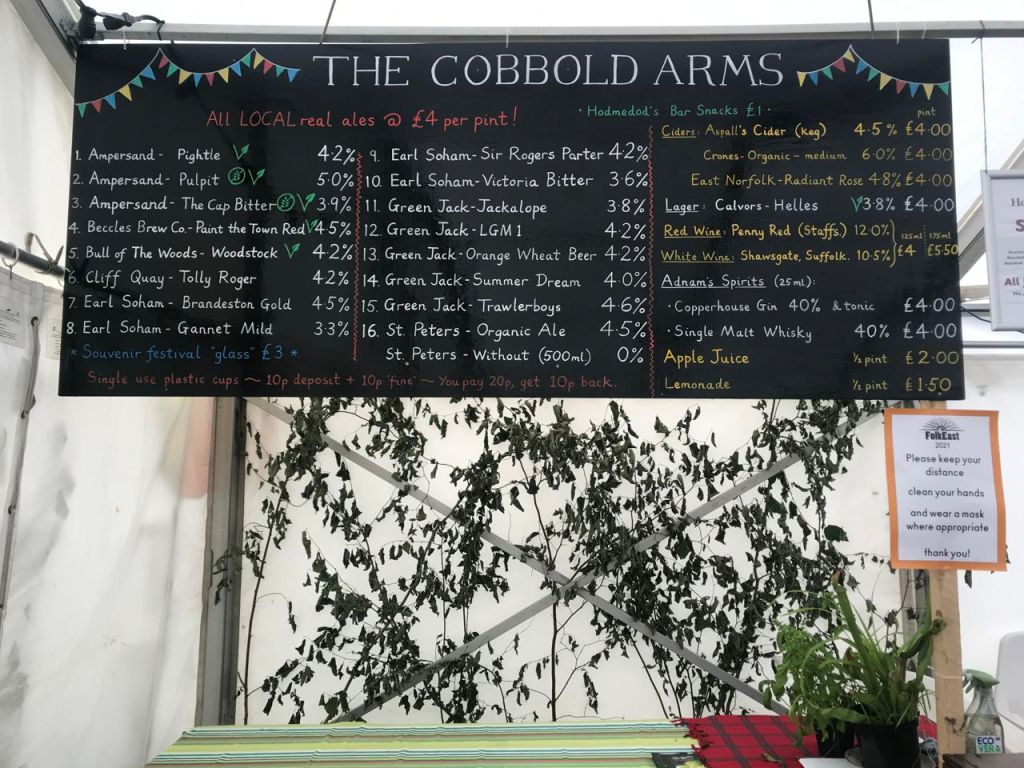 THE COBBOLD ARMS
All LOCAL real ales @ £4 per pint!
· Hodmedod's Bar Snacks £1 ·
1. Ampersand - Pightle 4.2%
2. Ampersand - Pulpit 5.0%
3. Ampersand - The Cap Bitter 3.9%
4. Beccles Brew Co. - Paint the Town Red 4.5%
5. Bull of The Woods - Woodstock 4.2%
6. Cliff Quay - Tolly Roger 4.2%
7. Earl Soham - Brandeston Gold 4.5%
8. Earl Soham - Gannet Mild 3.3%
* Souvenir festival "glass" £3 *
9. Earl Soham - Sir Rogers Parter 4.2%
10. Earl Soham - Victoria Bitter 3.6%
11. Green Jack - Jackalope 3.8%
12. Green Jack - LGM 1 4.2%
13. Green Jack - Orange Wheat Beer 4.2%
14. Green Jack - Summer Dream 4.0%
15. Green Jack - Trawlerboys 4.6%
16. St. Peters - Organic Ale 4.5%
St. Peters - Without (500ml) 0%
Single use plastic cups ~ 10p deposit + 10p 'fine' ~ You pay 20p, get 10p back.
pint
Ciders: Aspall's Cider (keg) 4.5% £4.00
Crones - Organic - medium 6.0% £4.00
East Norfolk - Radiant Rose 4.8% £4.00
Lager: Calvors - Helles 3.8% £4.00
125ml 175ml
Red Wine: Penny Red (Staffs.) 12.0%
£4 £5.50
White Wine: Shawsgate, Suffolk. 10.5%
Adnams Spirits (25ml):
· Copperhouse Gin 40% & tonic £4.00
· Single Malt Whisky 40% £4.00
Apple Juice ½ pint £2.00
Lemonade ½ pint £1.50
FolkEast
2021
Please keep your
distance
clean your hands
and wear a mask
where appropriate
thank you!
ECO
VER